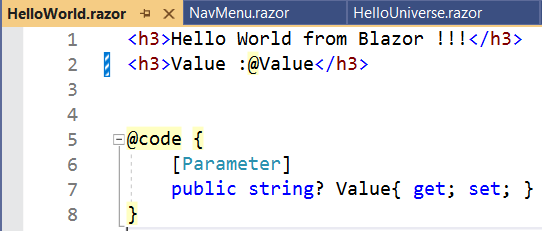 HelloWorld.razor NavMenu.razor HelloUniverse.razor
1 <h3>Hello World from Blazor !!!</h3>
2 <h3>Value :@Value</h3>
3
4
5 @code {
6 [Parameter]
7 public string? Value{ get; set; }
8 }